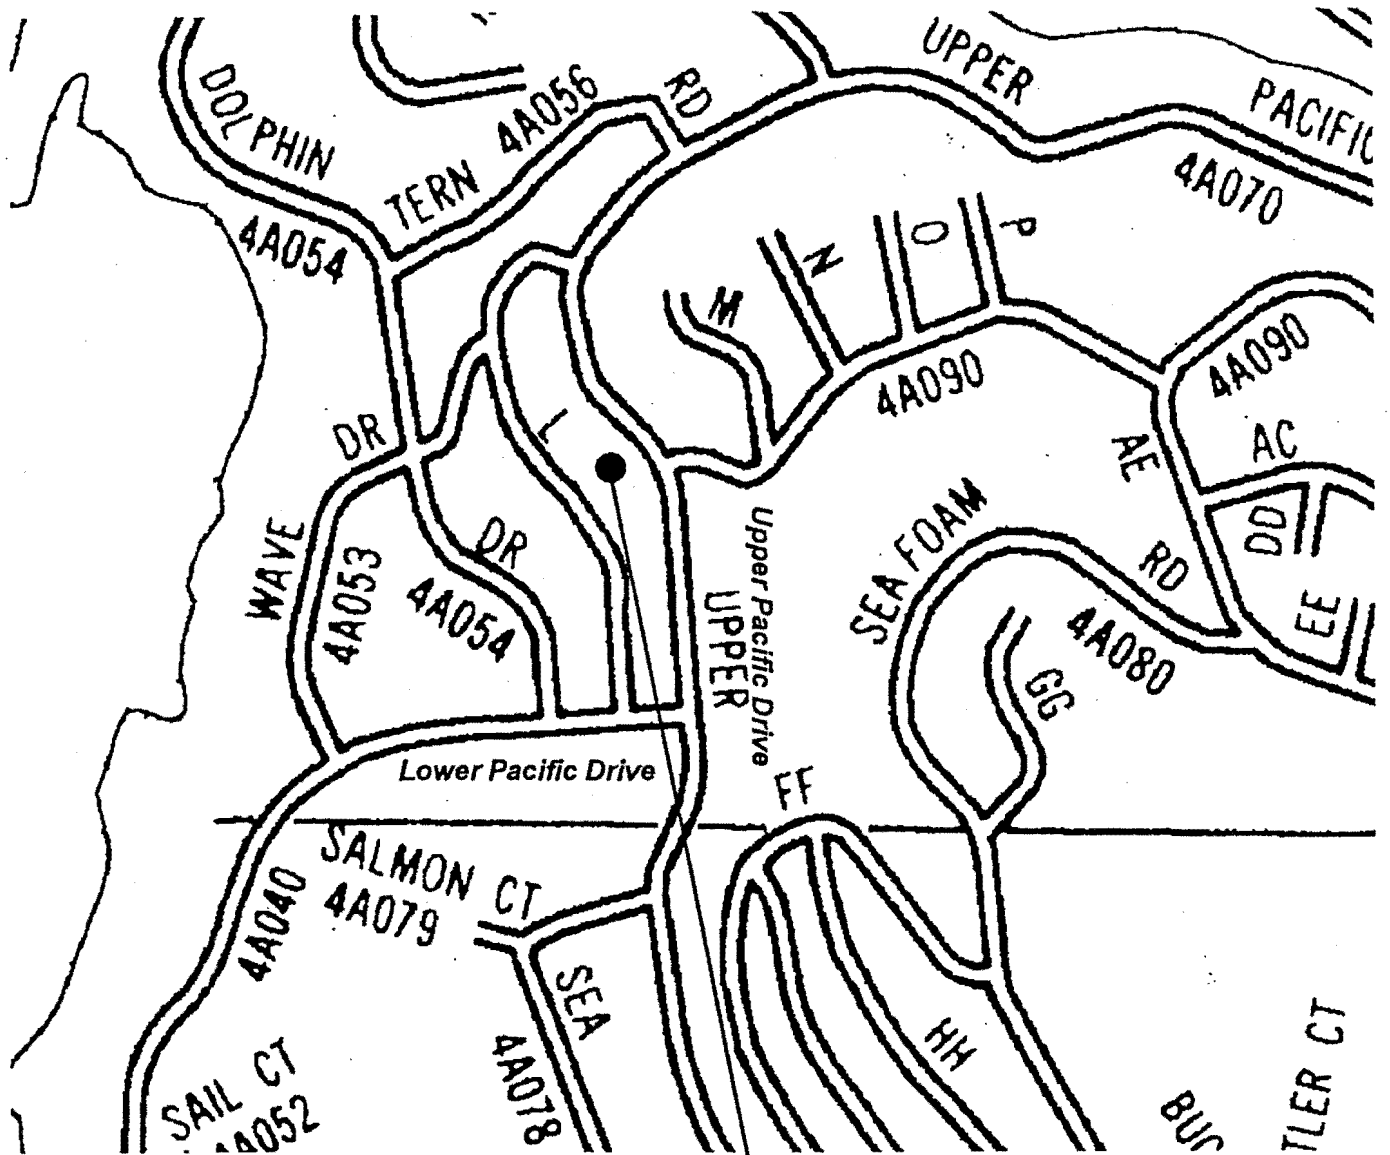 UPPER
PACIFIC
4A070
DOLPHIN
4A056
RD
TERN
4A054
P
O
N
M
4A090
4A090
DR
L
AE
AC
DD
EE
WAVE
4A053
DR
4A054
UPPER
Upper Pacific Drive
SEA FOAM
RD
4A080
GG
Lower Pacific Drive
FF
SALMON CT
4A079
4A040
SEA
4A078
HH
SAIL CT
4A052
BUC
TLER CT